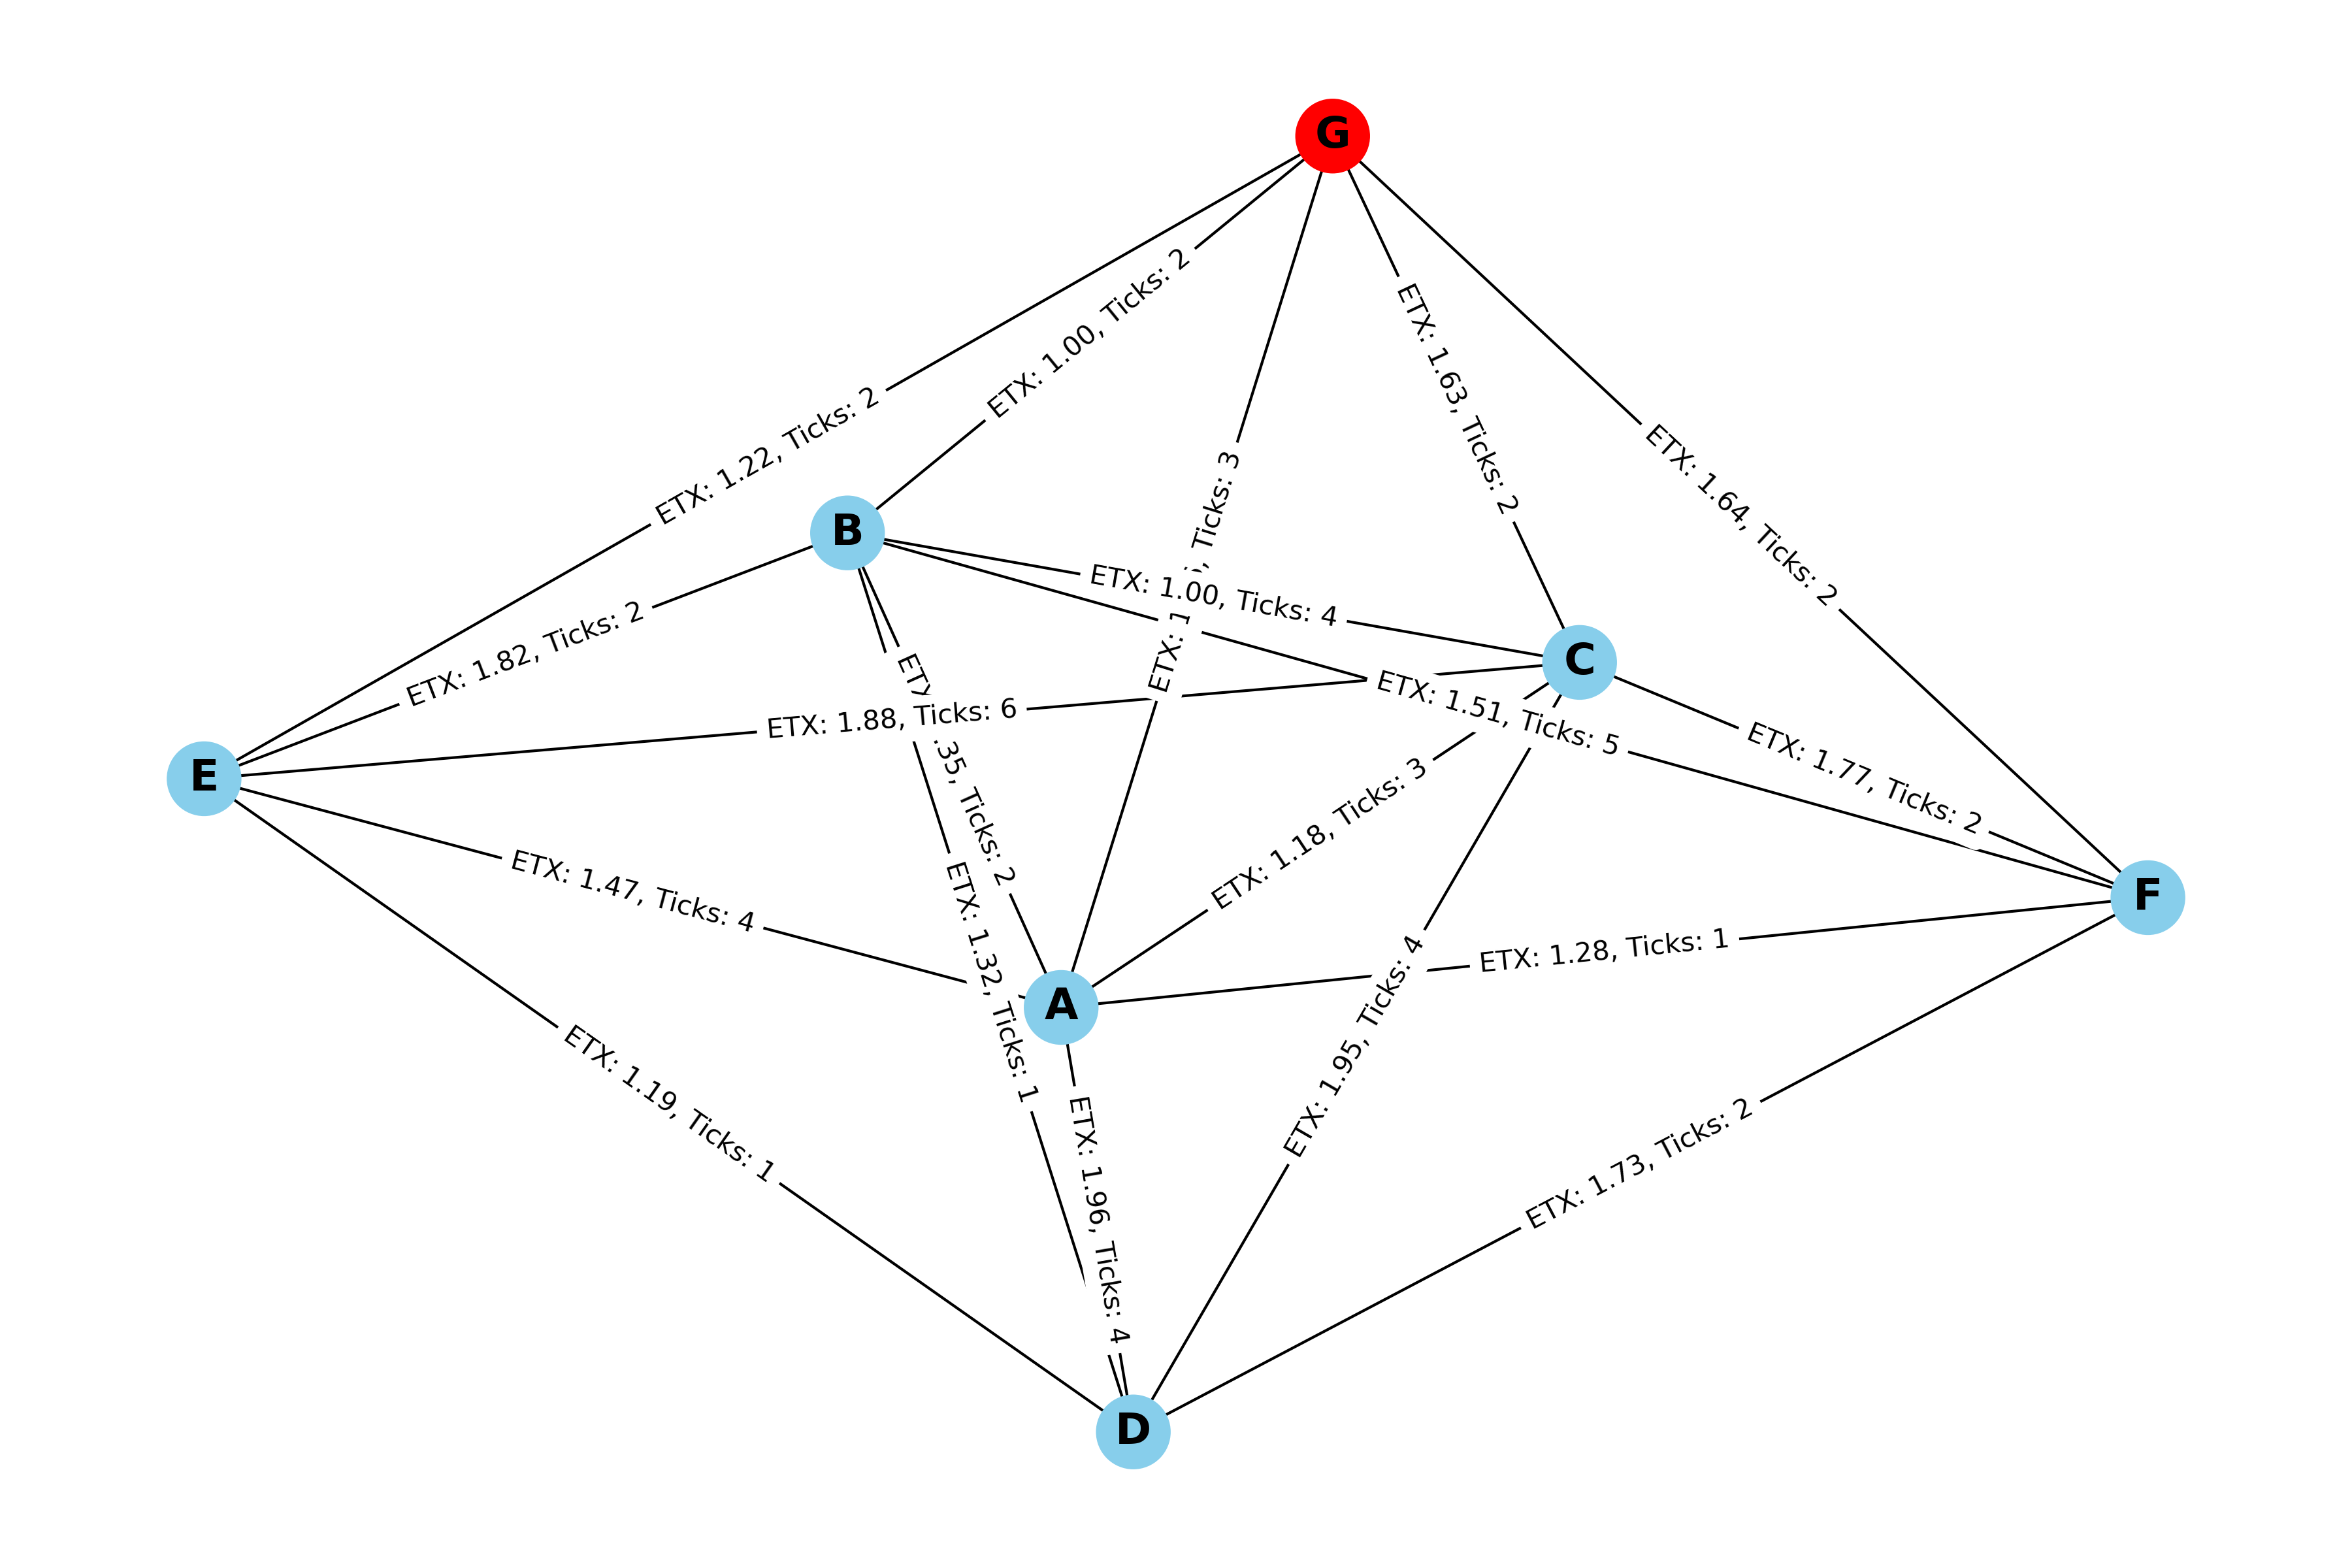 G
ETX: 1.00, Ticks: 2
ETX: 1.63, Ticks: 2
ETX: 1.22, Ticks: 2
ETX: 1.64, Ticks: 2
Ticks: 3
B
ETX: 1.00, Ticks: 4
ETX: 1.82, Ticks: 2
C
ETX:
ETX: 1.51, Ticks: 5
ETX: 1.88, Ticks: 6
35, Ticks: 2
E
ETX: 1.77, Ticks: 2
ETX: 1.18, Ticks: 3
ETX: 1.47, Ticks: 4
F
ETX: 1.28, Ticks: 1
ETX: 1.32, Ticks: 1
A
ETX: 1.95, Ticks: 4
ETX: 1.19, Ticks: 1
ETX: 1.73, Ticks: 2
ETX: 1.96, Ticks: 4
D